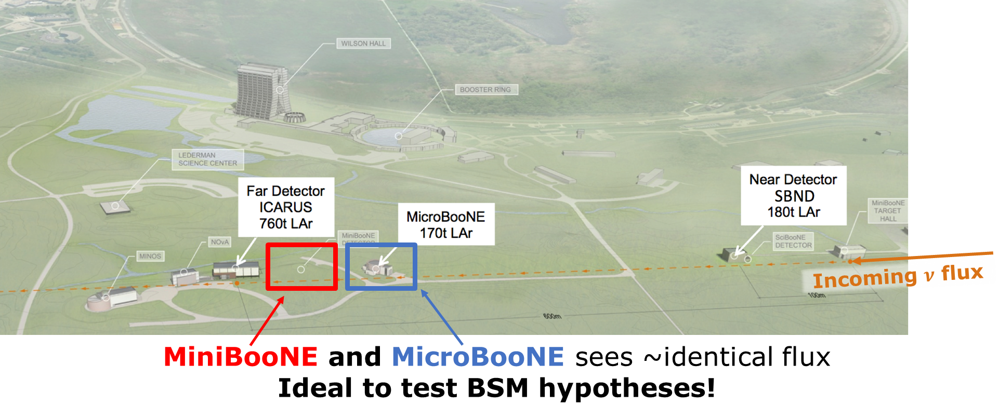 WILSON HALL
BOOSTER RING
LEDERMAN
SCIENCE CENTER
Far Detector
ICARUS
760t LAr
MicroBooNE
170t LAr
Near Detector
SBND
180t LAr
MiniBooNE
TARGET
HALL
MiniBooNE
DETECTOR
SciBooNE
DETECTOR
NOvA
MINOS
Incoming ν flux
100m
600m
MiniBooNE and MicroBooNE sees ~identical flux
Ideal to test BSM hypotheses!